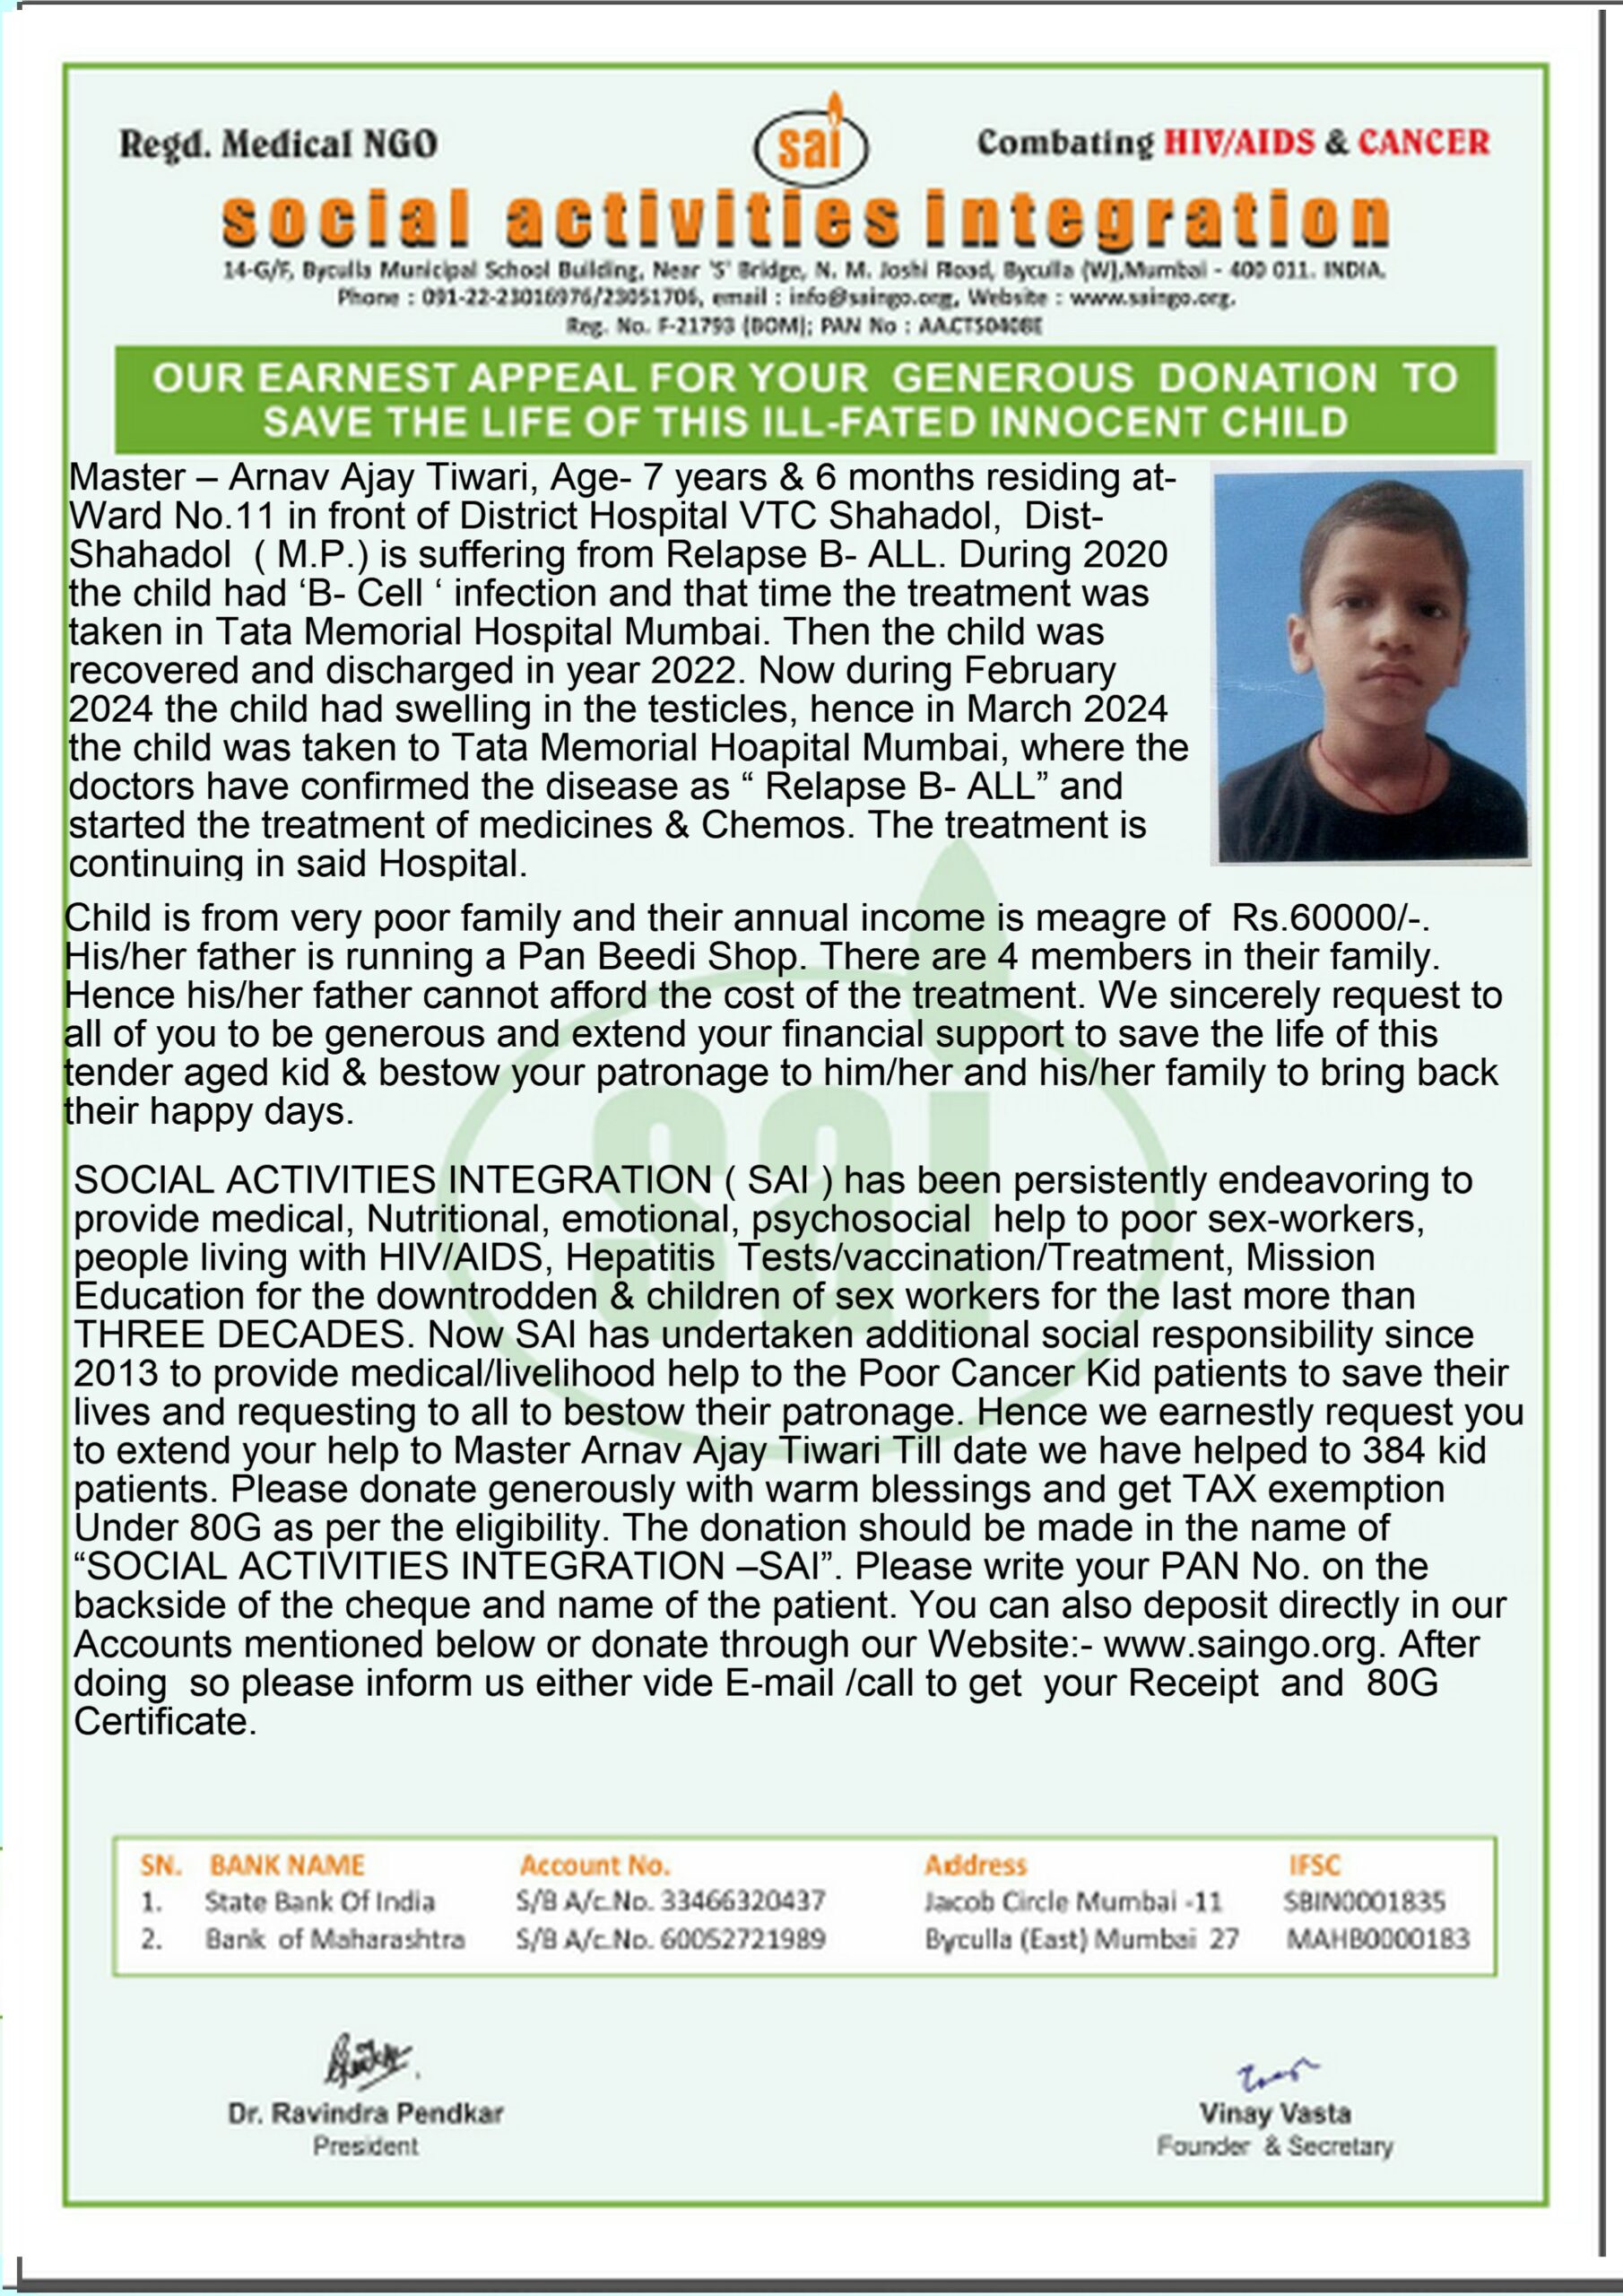 Regd. Medical NGO
sai
Combating HIV/AIDS & CANCER
social activities integration
14-G/F, Byculla Municipal School Building, Near 'S' Bridge, N. M. Joshi Road, Byculla (W),Mumbai - 400 011. INDIA.
Phone : 091-22-23016976/23051706, email : info@saingo.org, Website : www.saingo.org.
Reg. No. F-21793 (BOM); PAN No : AACTS0408E
OUR EARNEST APPEAL FOR YOUR GENEROUS DONATION TO
SAVE THE LIFE OF THIS ILL-FATED INNOCENT CHILD
Master – Arnav Ajay Tiwari, Age- 7 years & 6 months residing at-
Ward No.11 in front of District Hospital VTC Shahadol, Dist-
Shahadol ( M.P.) is suffering from Relapse B- ALL. During 2020
the child had ‘B- Cell ‘ infection and that time the treatment was
taken in Tata Memorial Hospital Mumbai. Then the child was
recovered and discharged in year 2022. Now during February
2024 the child had swelling in the testicles, hence in March 2024
the child was taken to Tata Memorial Hoapital Mumbai, where the
doctors have confirmed the disease as “ Relapse B- ALL” and
started the treatment of medicines & Chemos. The treatment is
continuing in said Hospital.
Child is from very poor family and their annual income is meagre of Rs.60000/-.
His/her father is running a Pan Beedi Shop. There are 4 members in their family.
Hence his/her father cannot afford the cost of the treatment. We sincerely request to
all of you to be generous and extend your financial support to save the life of this
tender aged kid & bestow your patronage to him/her and his/her family to bring back
their happy days.
sai
SOCIAL ACTIVITIES INTEGRATION ( SAI ) has been persistently endeavoring to
provide medical, Nutritional, emotional, psychosocial help to poor sex-workers,
people living with HIV/AIDS, Hepatitis Tests/vaccination/Treatment, Mission
Education for the downtrodden & children of sex workers for the last more than
THREE DECADES. Now SAI has undertaken additional social responsibility since
2013 to provide medical/livelihood help to the Poor Cancer Kid patients to save their
lives and requesting to all to bestow their patronage. Hence we earnestly request you
to extend your help to Master Arnav Ajay Tiwari Till date we have helped to 384 kid
patients. Please donate generously with warm blessings and get TAX exemption
Under 80G as per the eligibility. The donation should be made in the name of
“SOCIAL ACTIVITIES INTEGRATION –SAI”. Please write your PAN No. on the
backside of the cheque and name of the patient. You can also deposit directly in our
Accounts mentioned below or donate through our Website:- www.saingo.org. After
doing so please inform us either vide E-mail /call to get your Receipt and 80G
Certificate.
SN. BANK NAME Account No. Address IFSC
1. State Bank Of India S/B A/c.No. 33466320437 Jacob Circle Mumbai -11 SBIN0001835
2. Bank of Maharashtra S/B A/c.No. 60052721989 Byculla (East) Mumbai 27 MAHB0000183
Dr. Ravindra Pendkar
President
Vinay Vasta
Founder & Secretary